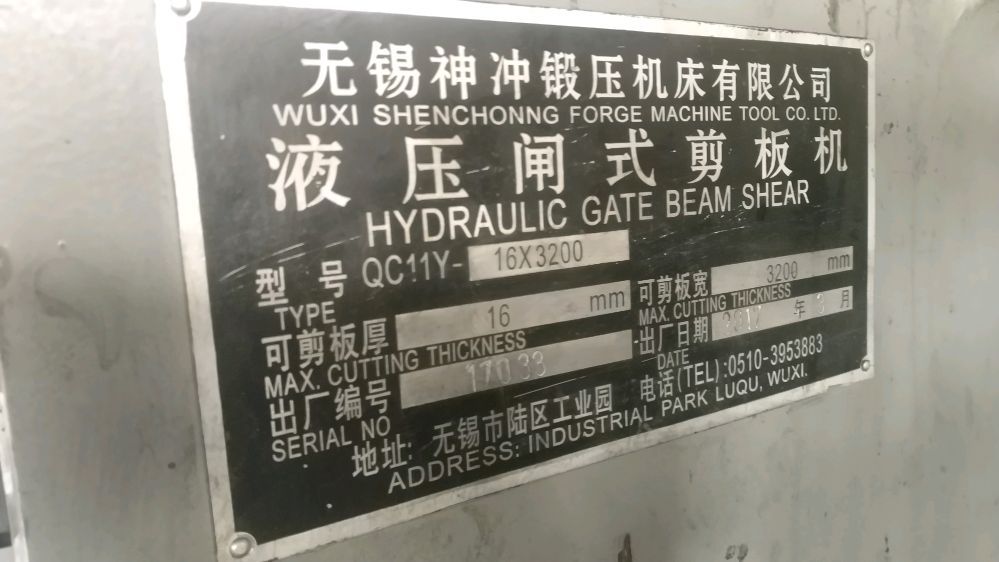 无锡神冲锻压机床有限公司
WUXI SHENCHONNG FORGE MACHINE TOOL CO. LTD.
液压闸式剪板机
HYDRAULIC GATE BEAM SHEAR
型号 QC11Y- 16X3200
TYPE
可剪板宽 3200 mm
MAX. CUTTING THICKNESS
可剪板厚 16 mm
MAX. CUTTING THICKNESS
出厂日期 2017 年 3 月
DATE
出厂编号 17033
SERIAL NO
电话(TEL):0510-3953883
地址: 无锡市陆区工业园
ADDRESS: INDUSTRIAL PARK LUQU, WUXI.